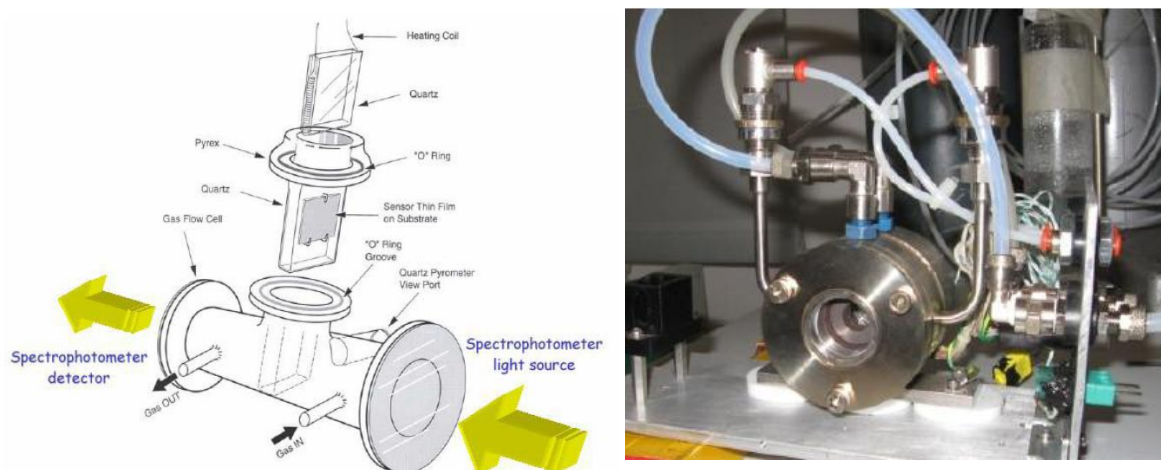 Heating Coil
Quartz
Pyrex
"O" Ring
Quartz
Sensor Thin Film
on Substrate
Gas Flow Cell
"O" Ring
Groove
Quartz Pyrometer
View Port
Spectrophotometer
detector
Spectrophotometer
light source
Gas OUT
Gas IN